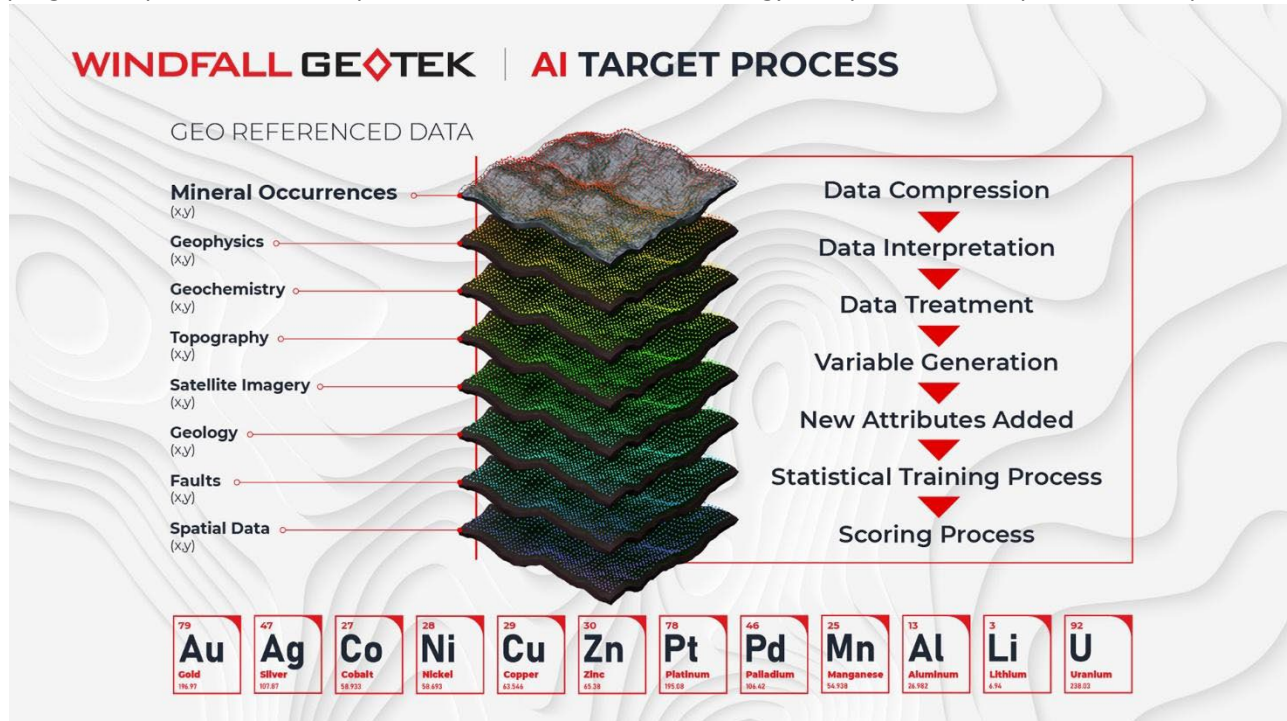 WINDFALL GEOTEK | AI TARGET PROCESS
GEO REFERENCED DATA
Mineral Occurrences
(x,y)
Geophysics
(x,y)
Geochemistry
(x,y)
Topography
(x,y)
Satellite Imagery
(x,y)
Geology
(x,y)
Faults
(x,y)
Spatial Data
(x,y)
Data Compression
Data Interpretation
Data Treatment
Variable Generation
New Attributes Added
Statistical Training Process
Scoring Process
79
Au
Gold
196.97
47
Ag
Silver
107.87
27
Co
Cobalt
58.933
28
Ni
Nickel
58.693
29
Cu
Copper
63.546
30
Zn
Zinc
65.38
78
Pt
Platinum
195.08
46
Pd
Palladium
106.42
25
Mn
Manganese
54.938
13
Al
Aluminum
26.982
3
Li
Lithium
6.94
92
U
Uranium
238.03